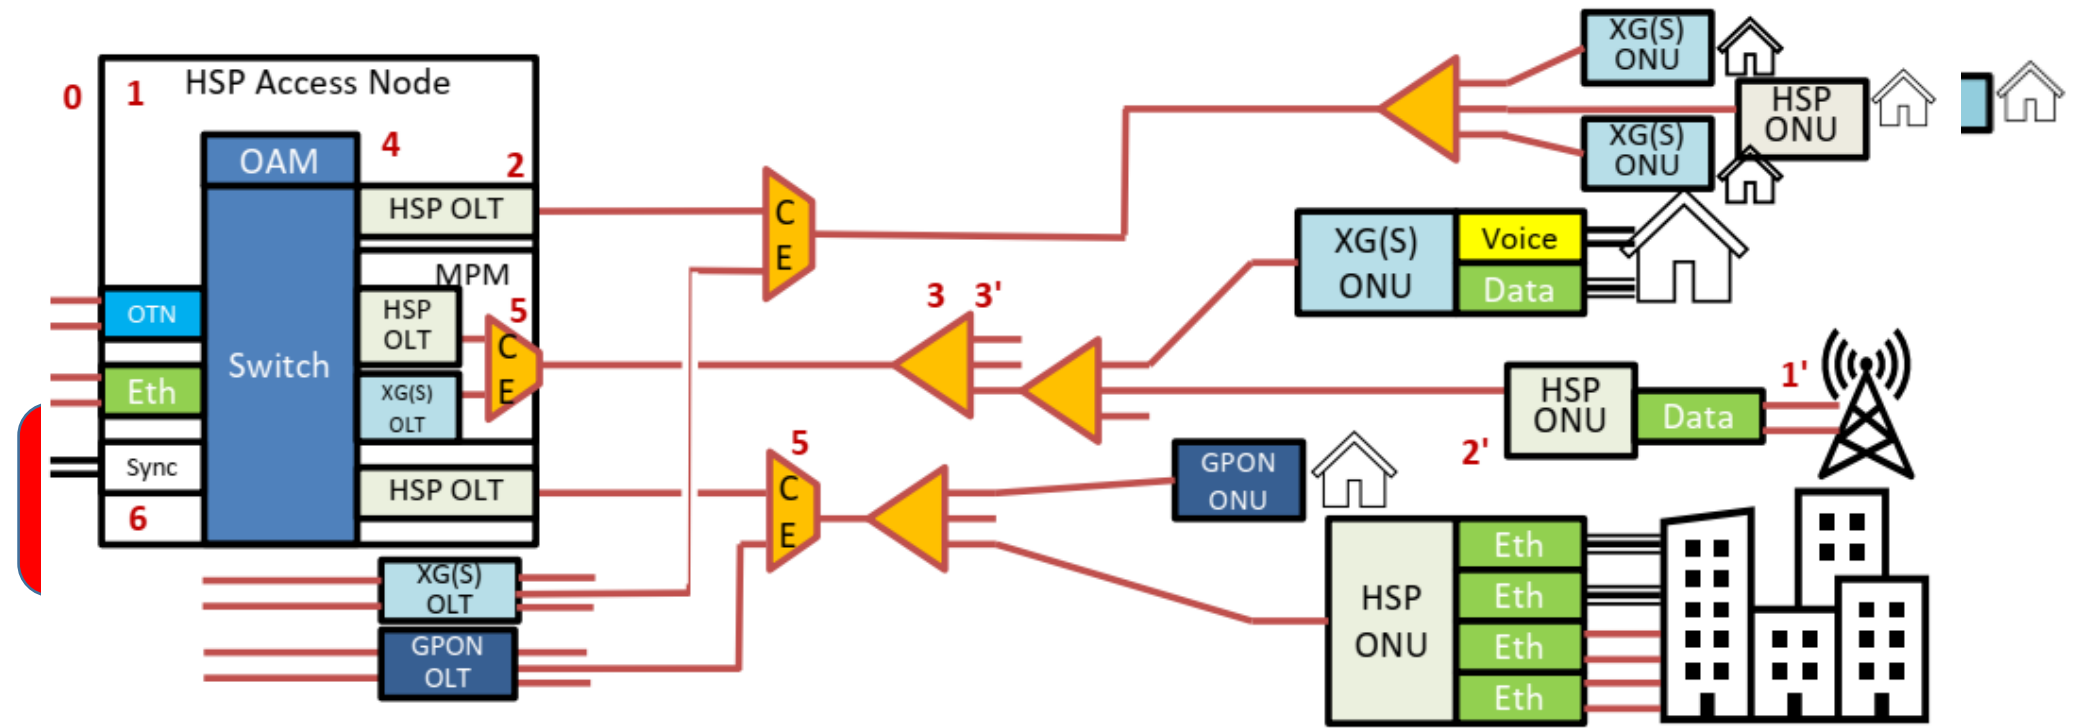 HSP Access Node
0
1
OAM
4
2
HSP OLT
MPM
HSP
OLT
5
C
E
XG(S)
OLT
OTN
Switch
Eth
Sync
6
HSP OLT
XG(S)
OLT
GPON
OLT
C
E
3
3'
5
C
E
XG(S)
ONU
HSP
ONU
XG(S)
ONU
XG(S)
ONU
Voice
Data
HSP
ONU
Data
1'
2'
GPON
ONU
HSP
ONU
Eth
Eth
Eth
Eth